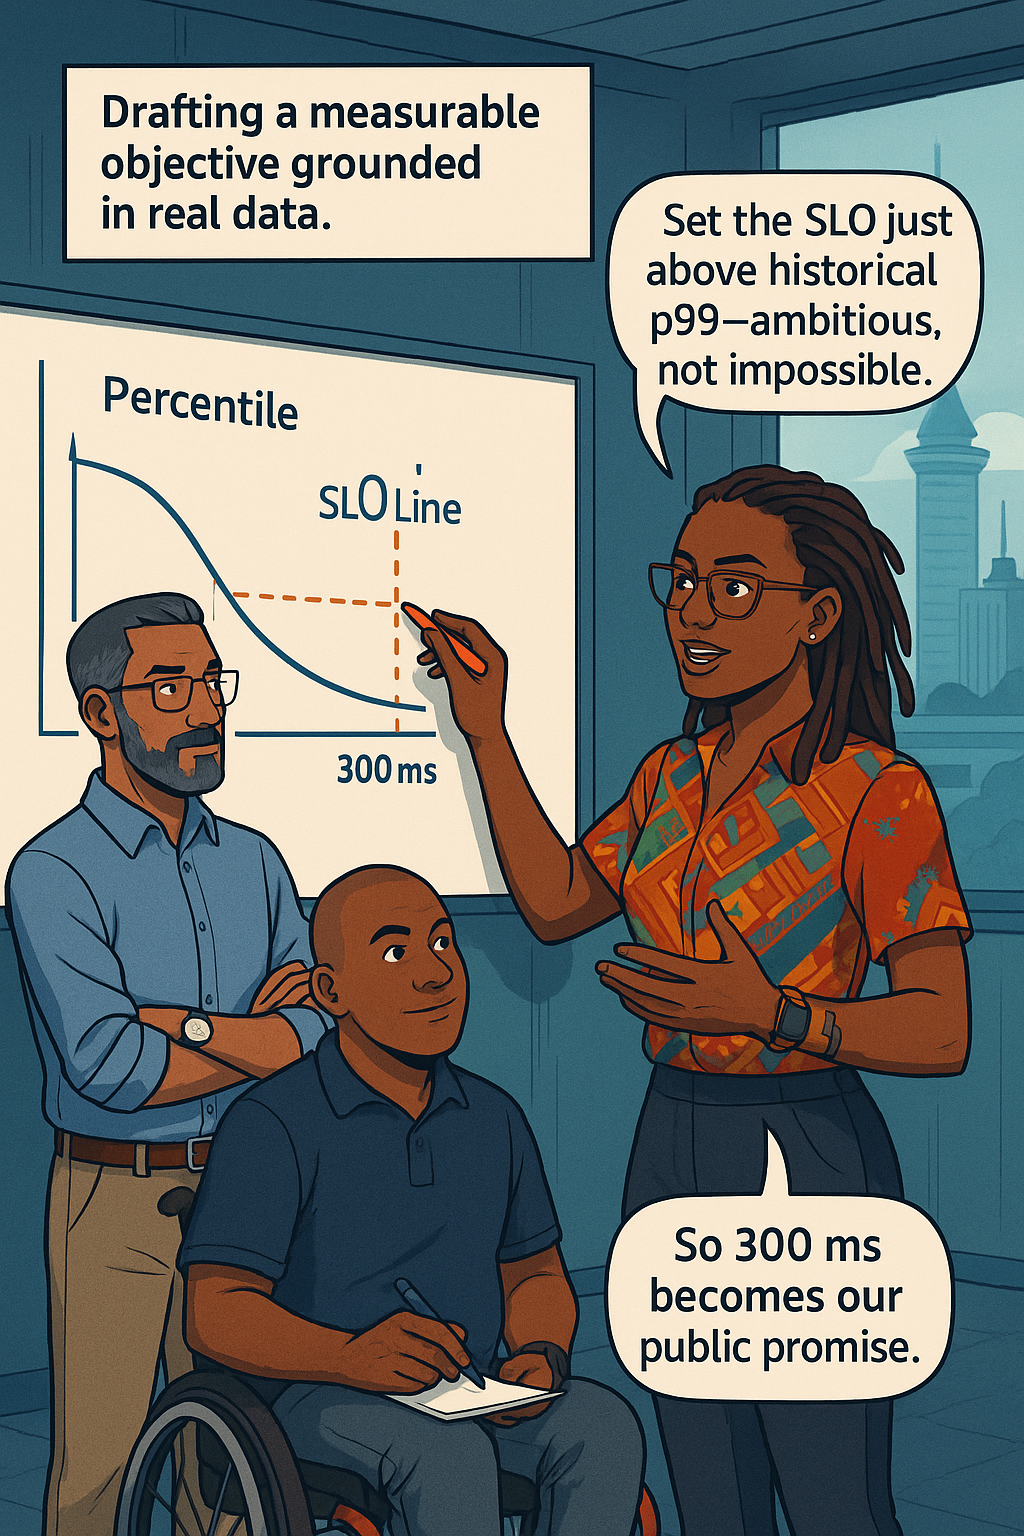 Drafting a measurable
objective grounded
in real data.
Set the SLO just
above historical
p99—ambitious,
not impossible.
Percentile
SLO Line
300 ms
So 300 ms
becomes our
public promise.